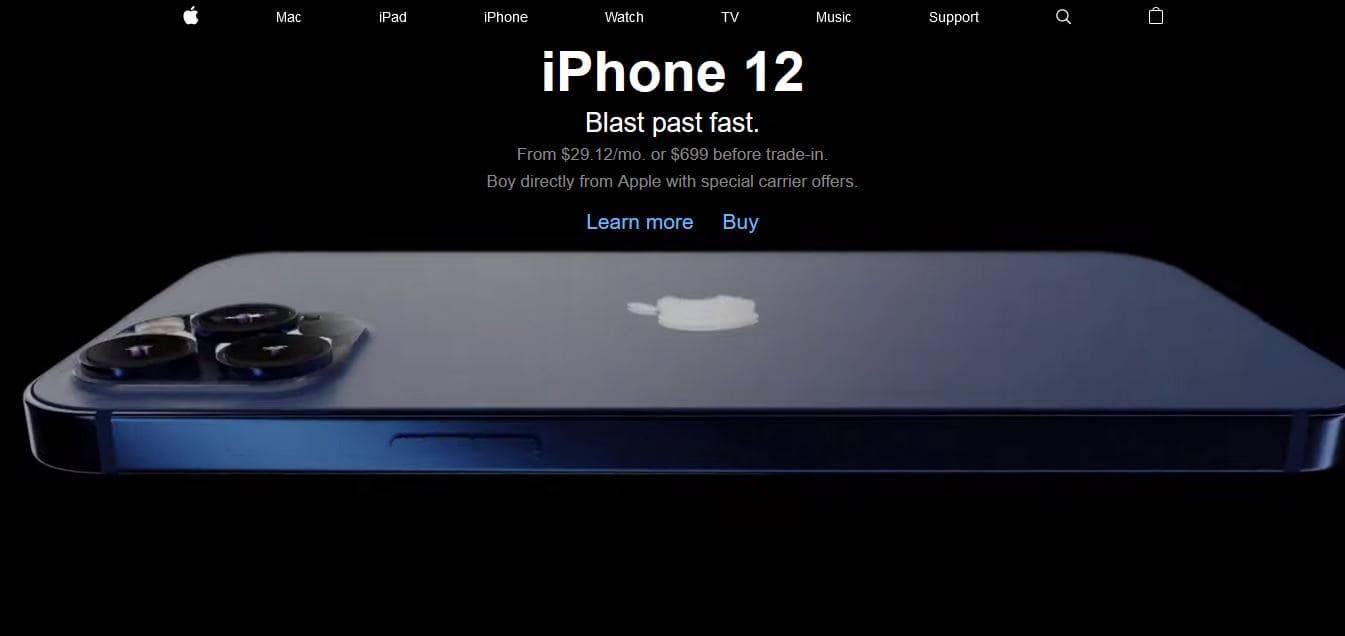 Mac iPad iPhone Watch TV Music Support
iPhone 12
Blast past fast.
From $29.12/mo. or $699 before trade-in.
Boy directly from Apple with special carrier offers.
Learn more Buy